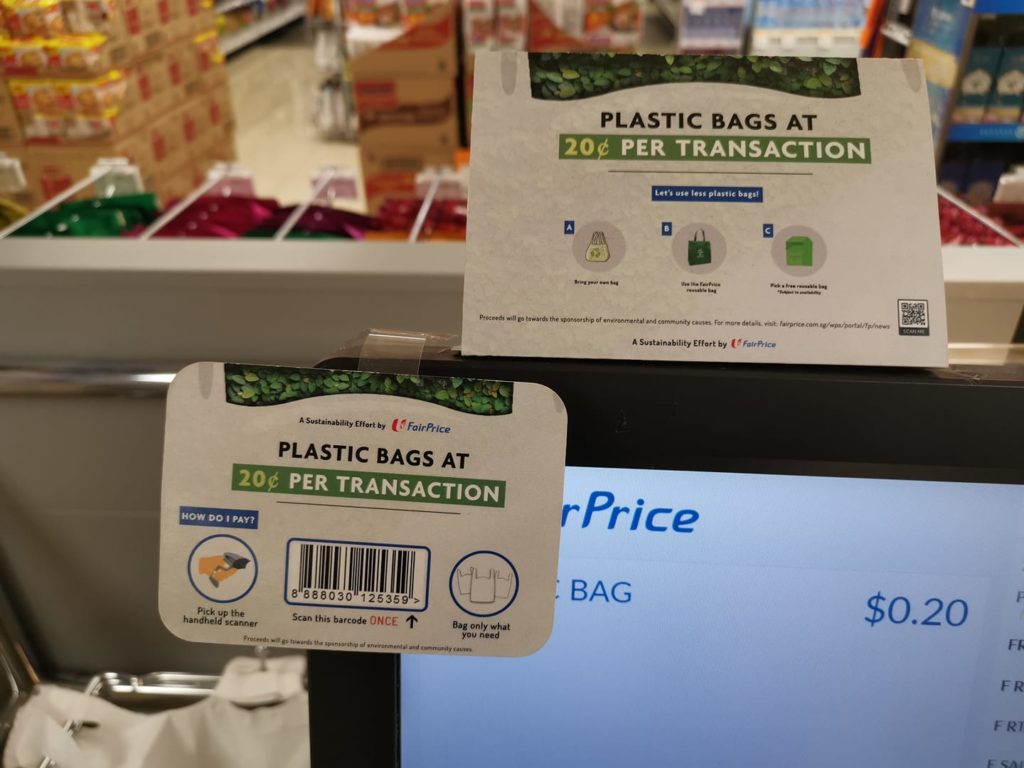 PLASTIC BAGS AT
20¢ PER TRANSACTION
Let's use less plastic bags!
A
B
C
Bring your own bag
Use the FairPrice
reusable bag
Pick a free reusable bag
*Subject to availability
Proceeds will go towards the sponsorship of environmental and community causes. For more details, visit: fairprice.com.sg/wps/portal/fp/news
SCAN ME
A Sustainability Effort by FairPrice
A Sustainability Effort by FairPrice
PLASTIC BAGS AT
20¢ PER TRANSACTION
HOW DO I PAY?
8 888030 125359 >
Pick up the
handheld scanner
Scan this barcode ONCE ↑
Bag only what
you need
Proceeds will go towards the sponsorship of environmental and community causes.
rPrice
BAG
$0.20